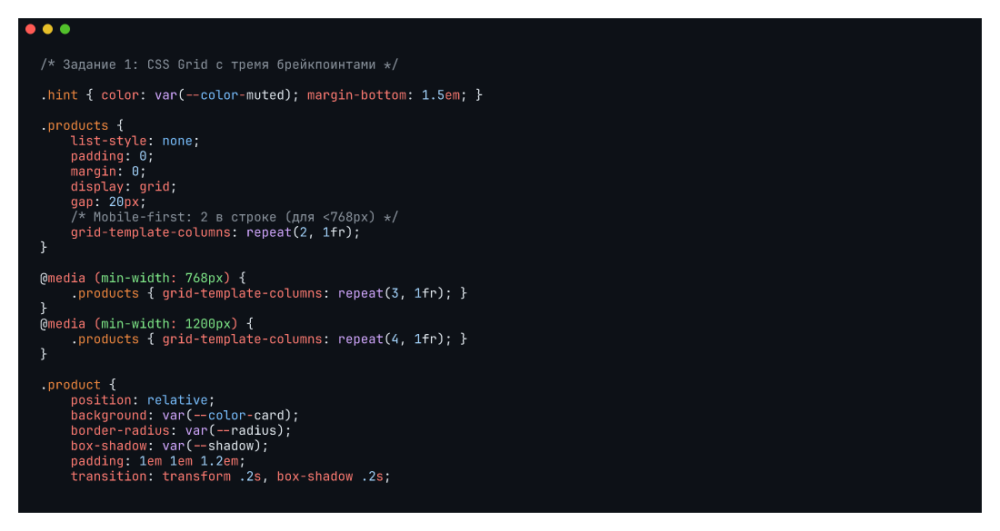 /* Задание 1: CSS Grid с тремя брейкпоинтами */
.hint { color: var(--color-muted); margin-bottom: 1.5em; }
.products {
    list-style: none;
    padding: 0;
    margin: 0;
    display: grid;
    gap: 20px;
    /* Mobile-first: 2 в строке (для <768px) */
    grid-template-columns: repeat(2, 1fr);
}
@media (min-width: 768px) {
    .products { grid-template-columns: repeat(3, 1fr); }
}
@media (min-width: 1200px) {
    .products { grid-template-columns: repeat(4, 1fr); }
}
.product {
    position: relative;
    background: var(--color-card);
    border-radius: var(--radius);
    box-shadow: var(--shadow);
    padding: 1em 1em 1.2em;
    transition: transform .2s, box-shadow .2s;